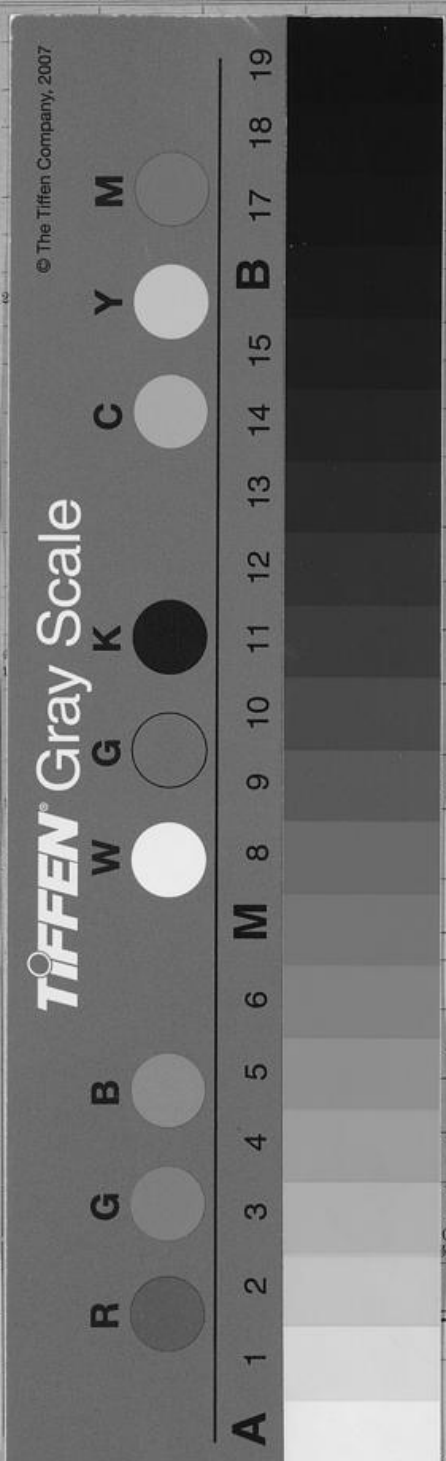 TIFFEN® Gray Scale
© The Tiffen Company, 2007
R G B W G K C Y M
A 1 2 3 4 5 6 M 8 9 10 11 12 13 14 15 B 17 18 19